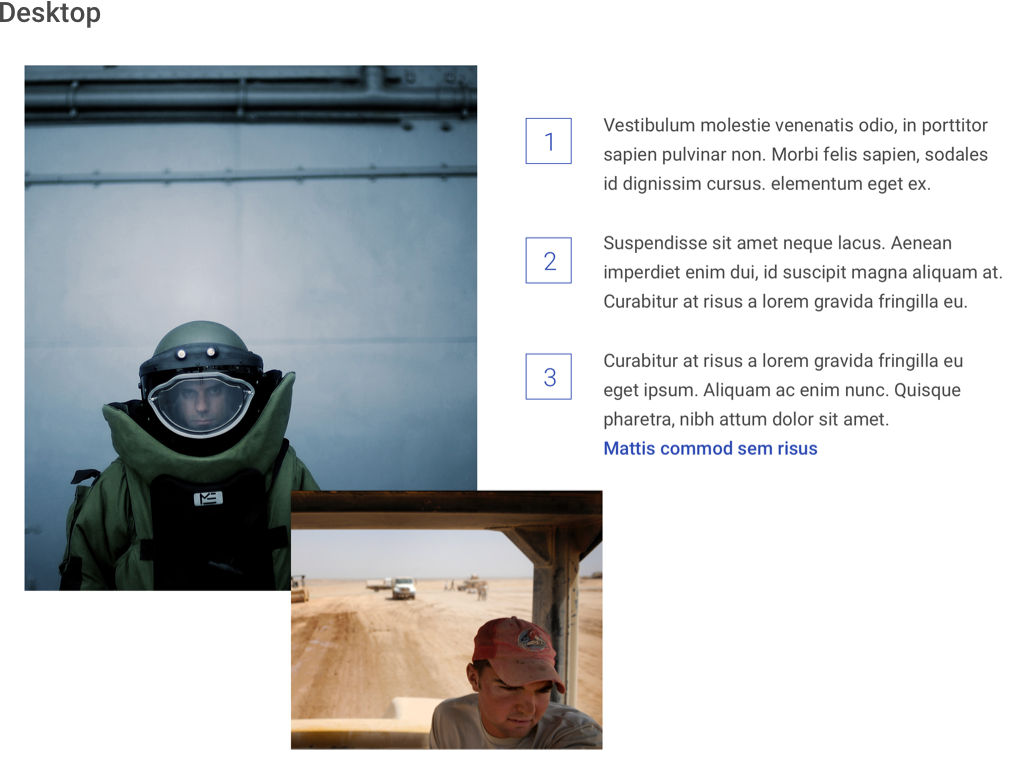 Desktop
1
Vestibulum molestie venenatis odio, in porttitor
sapien pulvinar non. Morbi felis sapien, sodales
id dignissim cursus. elementum eget ex.
2
Suspendisse sit amet neque lacus. Aenean
imperdiet enim dui, id suscipit magna aliquam at.
Curabitur at risus a lorem gravida fringilla eu.
3
Curabitur at risus a lorem gravida fringilla eu
eget ipsum. Aliquam ac enim nunc. Quisque
pharetra, nibh attum dolor sit amet.
Mattis commod sem risus